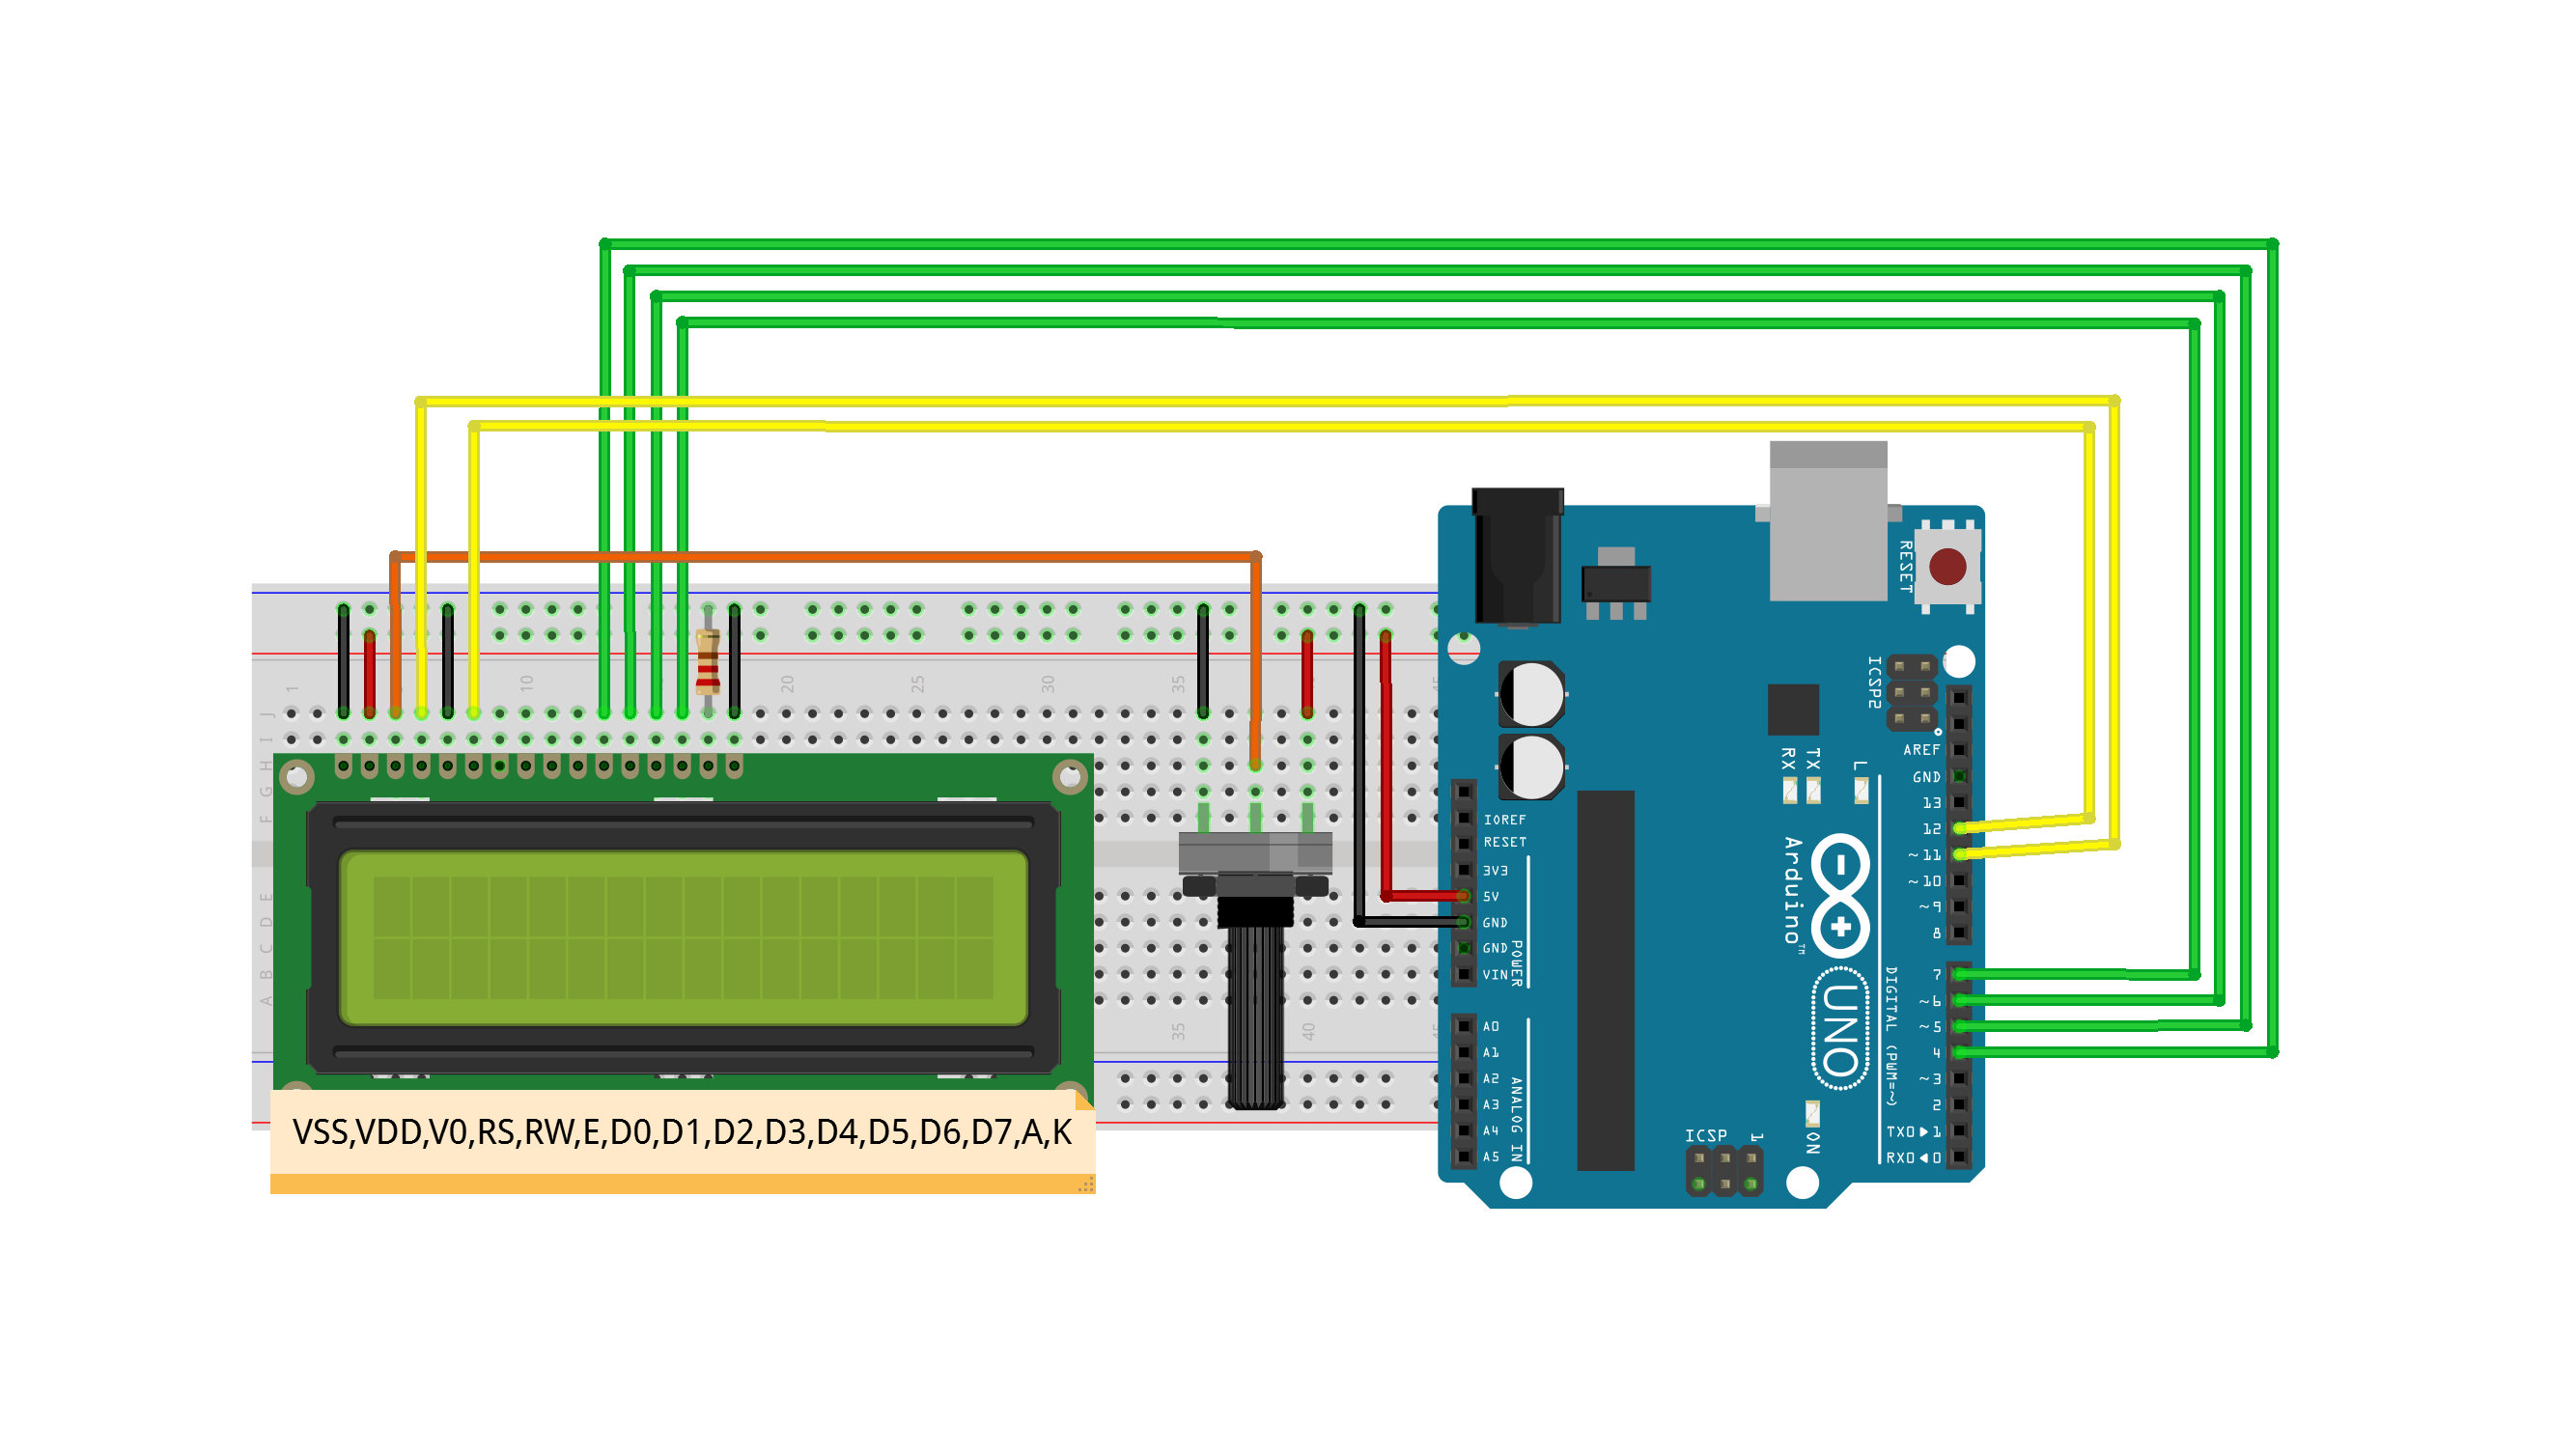 RESET
ICSP2
1
10
20
25
30
35
J
I
H
G
F
E
D
C
B
A
35
40
AREF
GND
13
12
~11
~10
~9
8
7
~6
~5
4
~3
2
TX0▶1
RX0◀0
RX
TX
L
IOREF
RESET
3V3
5V
GND
GND
VIN
POWER
A0
A1
A2
A3
A4
A5
ANALOG IN
Arduino™
UNO
DIGITAL (PWM=~)
ICSP
1
ON
VSS,VDD,V0,RS,RW,E,D0,D1,D2,D3,D4,D5,D6,D7,A,K